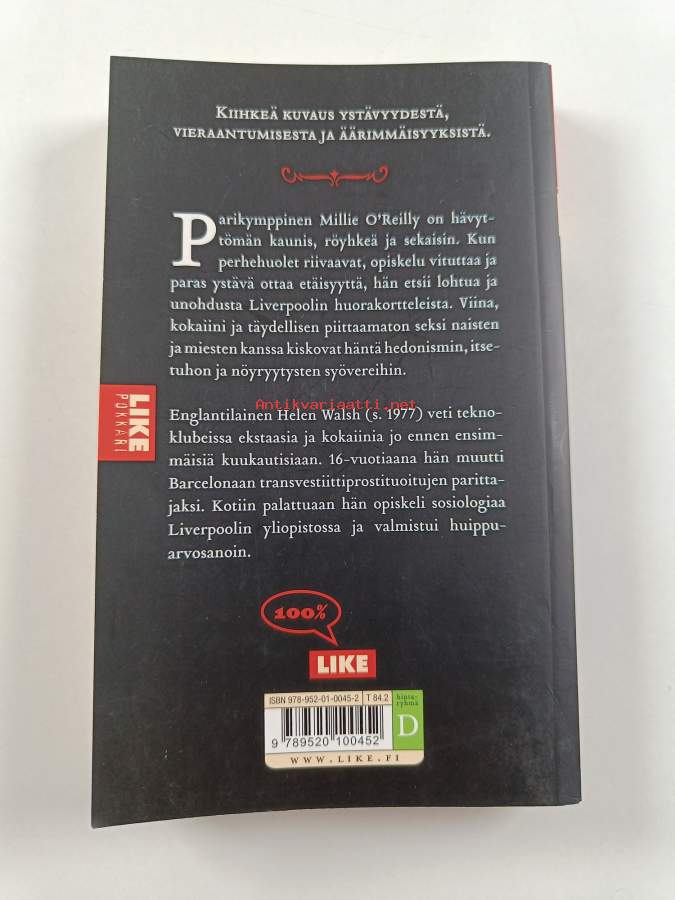 KIIHKEÄ KUVAUS YSTÄVYYDESTÄ,
VIERAANTUMISESTA JA ÄÄRIMMÄISYYKSISTÄ.
Parikymppinen Millie O'Reilly on hävyt-
tömän kaunis, röyhkeä ja sekaisin. Kun
perhehuolet riivaavat, opiskelu vituttaa ja
paras ystävä ottaa etäisyyttä, hän etsii lohtua ja
unohdusta Liverpoolin huorakortteleista. Viina,
kokaiini ja täydellisen piittaamaton seksi naisten
ja miesten kanssa kiskovat häntä hedonismin, itse-
tuhon ja nöyryytysten syövereihin.
Antikvariaatti.net
Englantilainen Helen Walsh (s. 1977) veti tekno-
klubeissa ekstaasia ja kokaiinia jo ennen ensim-
mäisiä kuukautisiaan. 16-vuotiaana hän muutti
Barcelonaan transvestiittiprostituoitujen paritta-
jaksi. Kotiin palattuaan hän opiskeli sosiologiaa
Liverpoolin yliopistossa ja valmistui huippu-
arvosanoin.
LIKE
POKKARI
100%
LIKE
ISBN 978-952-01-0045-2 T 84.2
hinta-
ryhmä
D
9 789520 100452
WWW.LIKE.FI